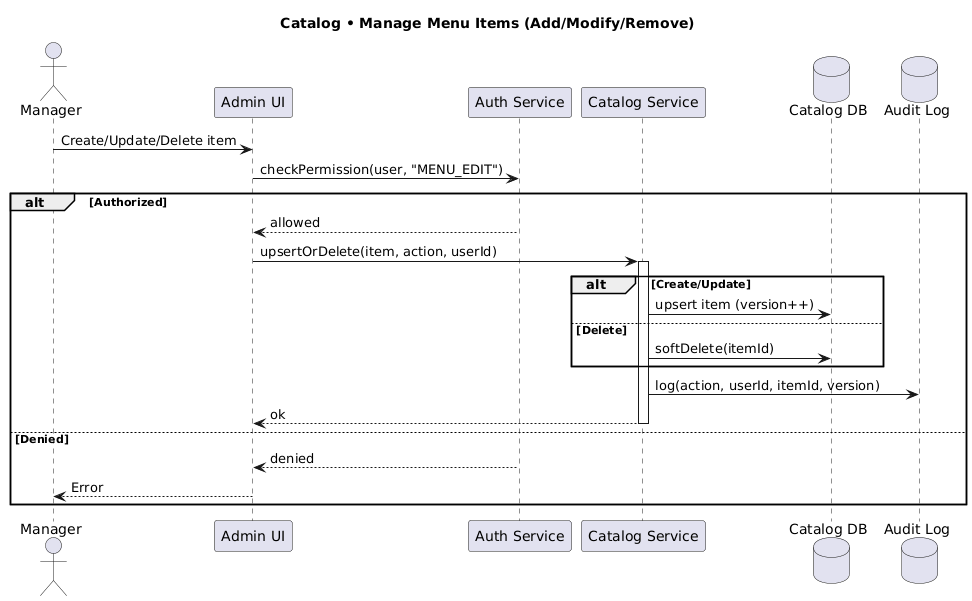 Catalog • Manage Menu Items (Add/Modify/Remove)
Manager
Admin UI
Auth Service
Catalog Service
Catalog DB
Audit Log
Create/Update/Delete item
checkPermission(user, "MENU_EDIT")
alt
[Authorized]
allowed
upsertOrDelete(item, action, userId)
alt
[Create/Update]
upsert item (version++)
[Delete]
softDelete(itemId)
log(action, userId, itemId, version)
ok
[Denied]
denied
Error
Manager
Admin UI
Auth Service
Catalog Service
Catalog DB
Audit Log